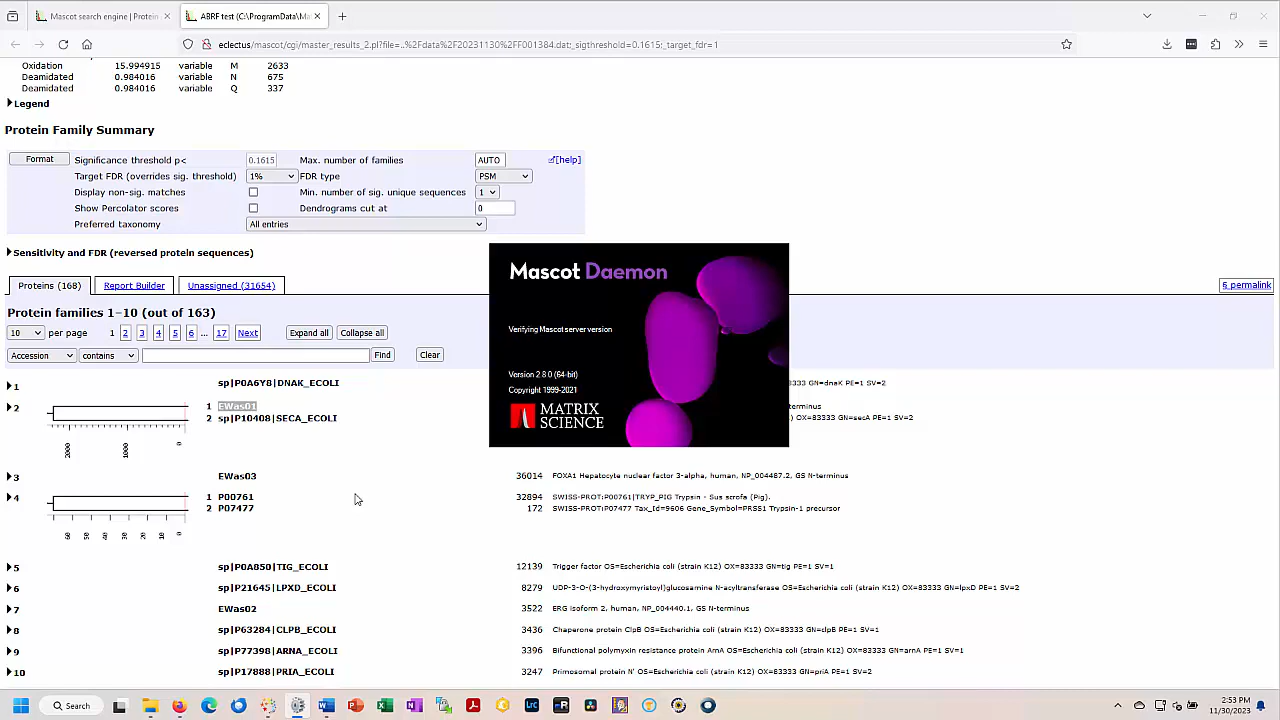 Mascot search engine | Protein
ABRF test (C:\ProgramData\Ma
eclectus/mascot/cgi/master_results_2.pl?file=..%2Fdata%2F20231130%2FF001384.dat;_sigthreshold=0.1615;_target_fdr=1
Oxidation 15.994915 variable M 2633
Deamidated 0.984016 variable N 675
Deamidated 0.984016 variable Q 337
Legend
Protein Family Summary
Format Significance threshold p< 0.1615 Max. number of families AUTO [help]
Target FDR (overrides sig. threshold) 1% FDR type PSM
Display non-sig. matches Min. number of sig. unique sequences 1
Show Percolator scores Dendrograms cut at 0
Preferred taxonomy All entries
Sensitivity and FDR (reversed protein sequences)
Proteins (168) Report Builder Unassigned (31654) § permalink
Protein families 1–10 (out of 163)
10 per page 1 2 3 4 5 6 ... 17 Next Expand all Collapse all
Accession contains Find Clear
Mascot Daemon
Verifying Mascot server version
Version 2.8.0 (64-bit)
Copyright 1999-2021
MATRIX
SCIENCE
1 sp|P0A6Y8|DNAK_ECOLI 83333 GN=dnaK PE=1 SV=2
2 1 EWas01 terminus
2 sp|P10408|SECA_ECOLI OX=83333 GN=secA PE=1 SV=2
2000 1000 0
3 EWas03 36014 FOXA1 Hepatocyte nuclear factor 3-alpha, human, NP_004487.2, GS N-terminus
4 1 P00761 32894 SWISS-PROT:P00761|TRYP_PIG Trypsin - Sus scrofa (Pig).
2 P07477 172 SWISS-PROT:P07477 Tax_Id=9606 Gene_Symbol=PRSS1 Trypsin-1 precursor
60 50 40 30 20 10 0
5 sp|P0A850|TIG_ECOLI 12139 Trigger factor OS=Escherichia coli (strain K12) OX=83333 GN=tig PE=1 SV=1
6 sp|P21645|LPXD_ECOLI 8279 UDP-3-O-(3-hydroxymyristoyl)glucosamine N-acyltransferase OS=Escherichia coli (strain K12) OX=83333 GN=lpxD PE=1 SV=2
7 EWas02 3522 ERG isoform 2, human, NP_004440.1, GS N-terminus
8 sp|P63284|CLPB_ECOLI 3436 Chaperone protein ClpB OS=Escherichia coli (strain K12) OX=83333 GN=clpB PE=1 SV=1
9 sp|P77398|ARNA_ECOLI 3396 Bifunctional polymyxin resistance protein ArnA OS=Escherichia coli (strain K12) OX=83333 GN=arnA PE=1 SV=1
10 sp|P17888|PRIA_ECOLI 3247 Primosomal protein N' OS=Escherichia coli (strain K12) OX=83333 GN=priA PE=1 SV=2
Search
2:53 PM
11/30/2023